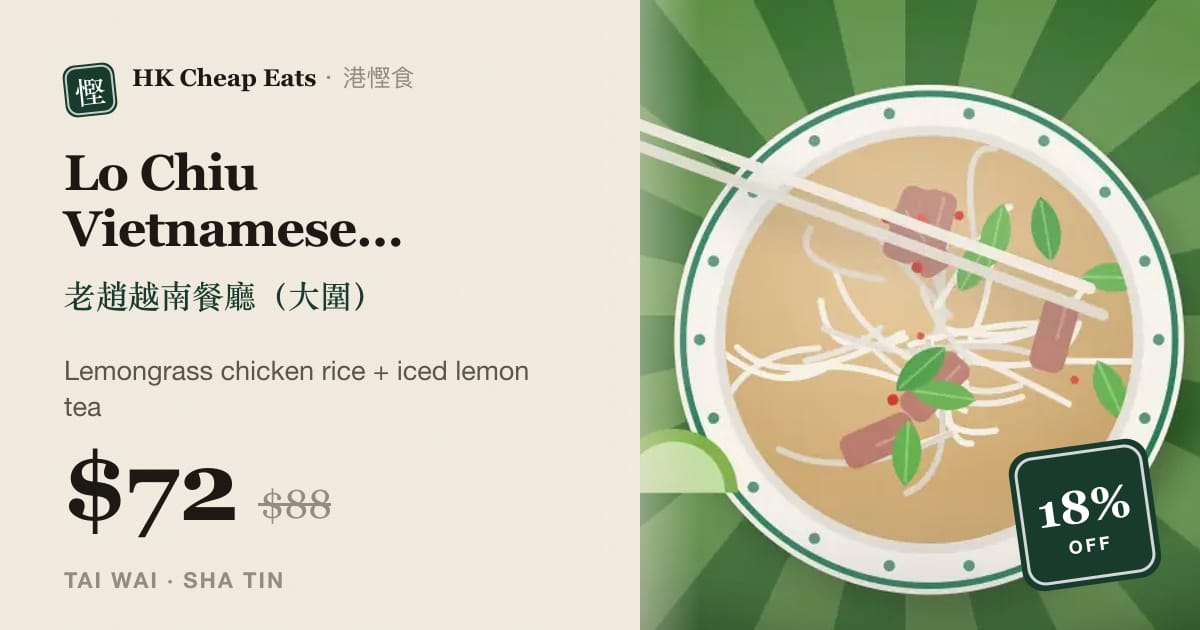 慳
HK Cheap Eats · 港慳食
Lo Chiu
Vietnamese...
老趙越南餐廳（大圍）
Lemongrass chicken rice + iced lemon
tea
$72 $88
TAI WAI · SHA TIN
18%
OFF